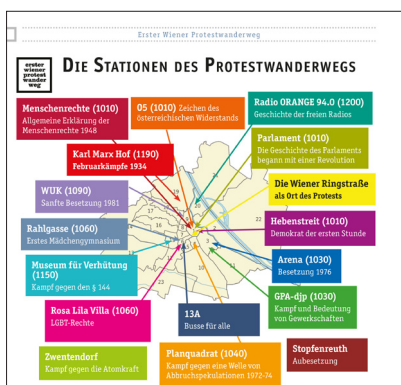 Erster Wiener Protestwanderweg
erster
wiener
protest
wander
weg
Die Stationen des Protestwanderwegs
Menschenrechte (1010)
Allgemeine Erklärung der
Menschenrechte 1948
O5 (1010) Zeichen des
österreichischen Widerstands
Radio ORANGE 94.0 (1200)
Geschichte der freien Radios
Karl Marx Hof (1190)
Februarkämpfe 1934
Parlament (1010)
Die Geschichte des Parlaments
begann mit einer Revolution
WUK (1090)
Sanfte Besetzung 1981
Die Wiener Ringstraße
als Ort des Protests
Rahlgasse (1060)
Erstes Mädchengymnasium
Hebenstreit (1010)
Demokrat der ersten Stunde
Museum für Verhütung
(1150)
Kampf gegen den § 144
Arena (1030)
Besetzung 1976
Rosa Lila Villa (1060)
LGBT-Rechte
13A
Busse für alle
GPA-djp (1030)
Kampf und Bedeutung
von Gewerkschaften
Zwentendorf
Kampf gegen die Atomkraft
Planquadrat (1040)
Kampf gegen eine Welle von
Abbruchspekulationen 1972-74
Stopfenreuth
Aubesetzung